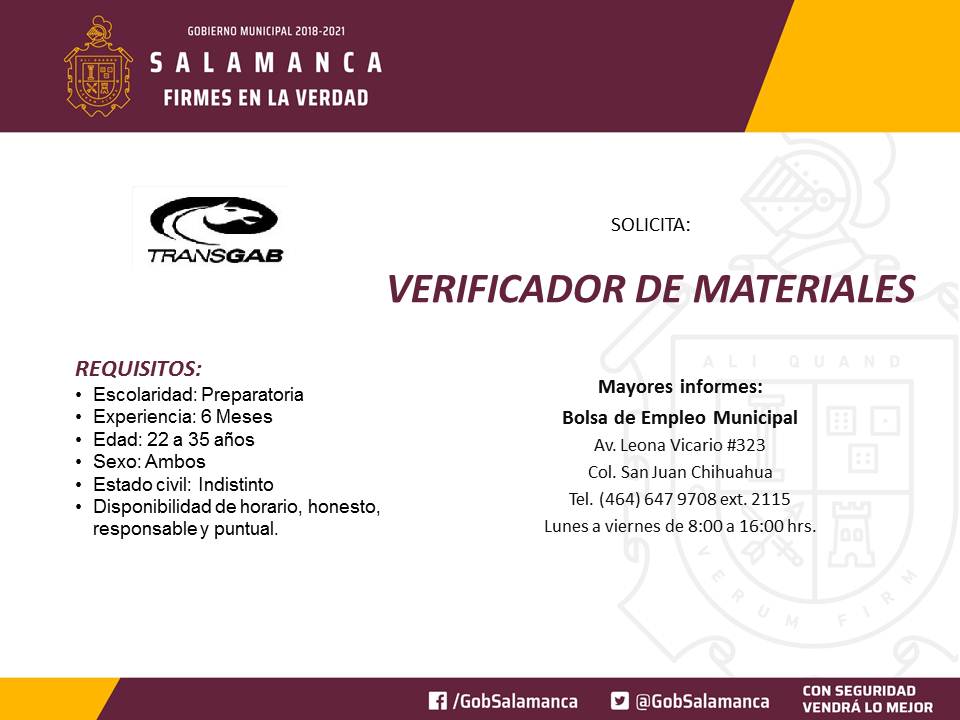 GOBIERNO MUNICIPAL 2018-2021
SALAMANCA
FIRMES EN LA VERDAD
TRANSGAB
SOLICITA:
VERIFICADOR DE MATERIALES
REQUISITOS:
• Escolaridad: Preparatoria
• Experiencia: 6 Meses
• Edad: 22 a 35 años
• Sexo: Ambos
• Estado civil: Indistinto
• Disponibilidad de horario, honesto,
responsable y puntual.
Mayores informes:
Bolsa de Empleo Municipal
Av. Leona Vicario #323
Col. San Juan Chihuahua
Tel. (464) 647 9708 ext. 2115
Lunes a viernes de 8:00 a 16:00 hrs.
ALI QUAND
VERUM FIRM
/GobSalamanca
@GobSalamanca
CON SEGURIDAD
VENDRÁ LO MEJOR